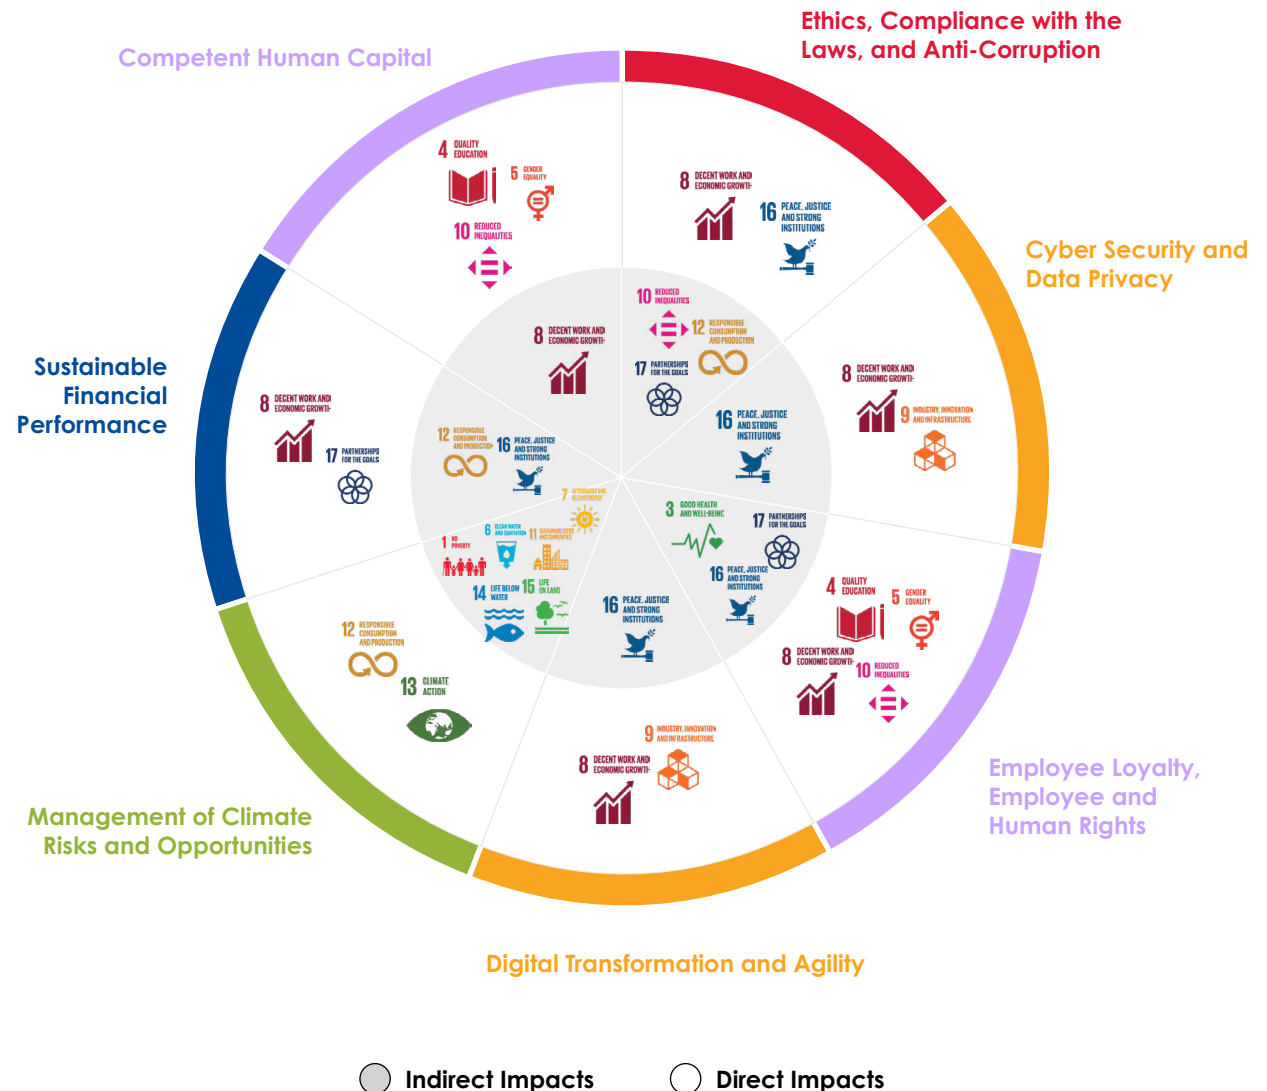 Ethics, Compliance with the
Laws, and Anti-Corruption
Competent Human Capital
4 QUALITY
EDUCATION
5 GENDER
EQUALITY
10 REDUCED
INEQUALITIES
8 DECENT WORK AND
ECONOMIC GROWTH
16 PEACE, JUSTICE
AND STRONG
INSTITUTIONS
Cyber Security and
Data Privacy
10 REDUCED
INEQUALITIES
12 RESPONSIBLE
CONSUMPTION
AND PRODUCTION
17 PARTNERSHIPS
FOR THE GOALS
8 DECENT WORK AND
ECONOMIC GROWTH
Sustainable
Financial
Performance
8 DECENT WORK AND
ECONOMIC GROWTH
17 PARTNERSHIPS
FOR THE GOALS
12 RESPONSIBLE
CONSUMPTION
AND PRODUCTION
16 PEACE, JUSTICE
AND STRONG
INSTITUTIONS
16 PEACE, JUSTICE
AND STRONG
INSTITUTIONS
8 DECENT WORK AND
ECONOMIC GROWTH
9 INDUSTRY, INNOVATION
AND INFRASTRUCTURE
7 AFFORDABLE AND
CLEAN ENERGY
6 CLEAN WATER
AND SANITATION
11 SUSTAINABLE CITIES
AND COMMUNITIES
1 NO
POVERTY
14 LIFE BELOW
WATER
15 LIFE
ON LAND
3 GOOD HEALTH
AND WELL-BEING
17 PARTNERSHIPS
FOR THE GOALS
16 PEACE, JUSTICE
AND STRONG
INSTITUTIONS
16 PEACE, JUSTICE
AND STRONG
INSTITUTIONS
4 QUALITY
EDUCATION
5 GENDER
EQUALITY
8 DECENT WORK AND
ECONOMIC GROWTH
10 REDUCED
INEQUALITIES
12 RESPONSIBLE
CONSUMPTION
AND PRODUCTION
13 CLIMATE
ACTION
9 INDUSTRY, INNOVATION
AND INFRASTRUCTURE
8 DECENT WORK AND
ECONOMIC GROWTH
Employee Loyalty,
Employee and
Human Rights
Management of Climate
Risks and Opportunities
Digital Transformation and Agility
Indirect Impacts
Direct Impacts